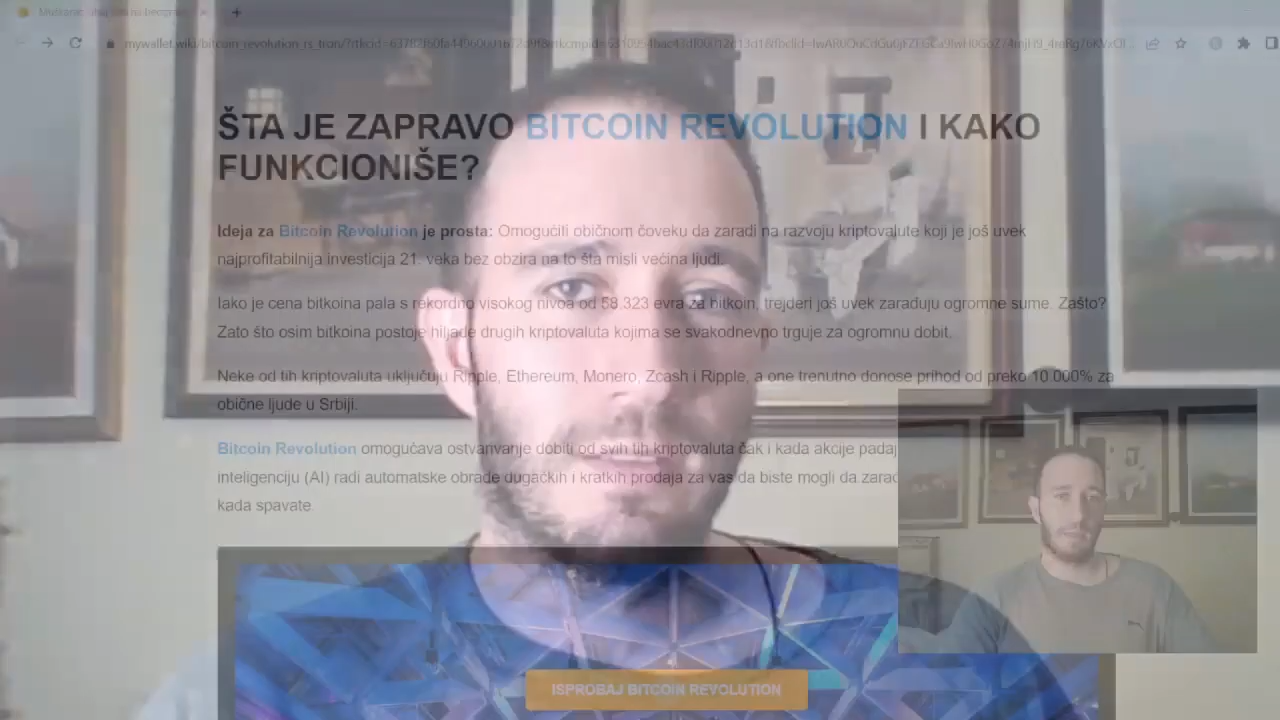 ŠTA JE ZAPRAVO BITCOIN REVOLUTION I KAKO
FUNKCIONIŠE?
Ideja za Bitcoin Revolution je prosta: Omogućiti običnom čoveku da zaradi na razvoju kriptovalute koji je još uvek
najprofitabilnija investicija 21. veka bez obzira na to šta misli većina ljudi.
Iako je cena bitkoina pala s rekordno visokog nivoa od 58.323 evra za bitkoin, trejderi još uvek zarađuju ogromne sume. Zašto?
Zato što osim bitkoina postoje hiljade drugih kriptovaluta kojima se svakodnevno trguje za ogromnu dobit.
Neke od tih kriptovaluta uključuju Ripple, Ethereum, Monero, Zcash i Ripple, a one trenutno donose prihod od preko 10.000% za
obične ljude u Srbiji.
Bitcoin Revolution omogućava ostvarivanje dobiti od svih tih kriptovaluta čak i kada akcije padaj
inteligenciju (AI) radi automatske obrade dugačkih i kratkih prodaja za vas da biste mogli da zarađ
kada spavate.
ISPROBAJ BITCOIN REVOLUTION